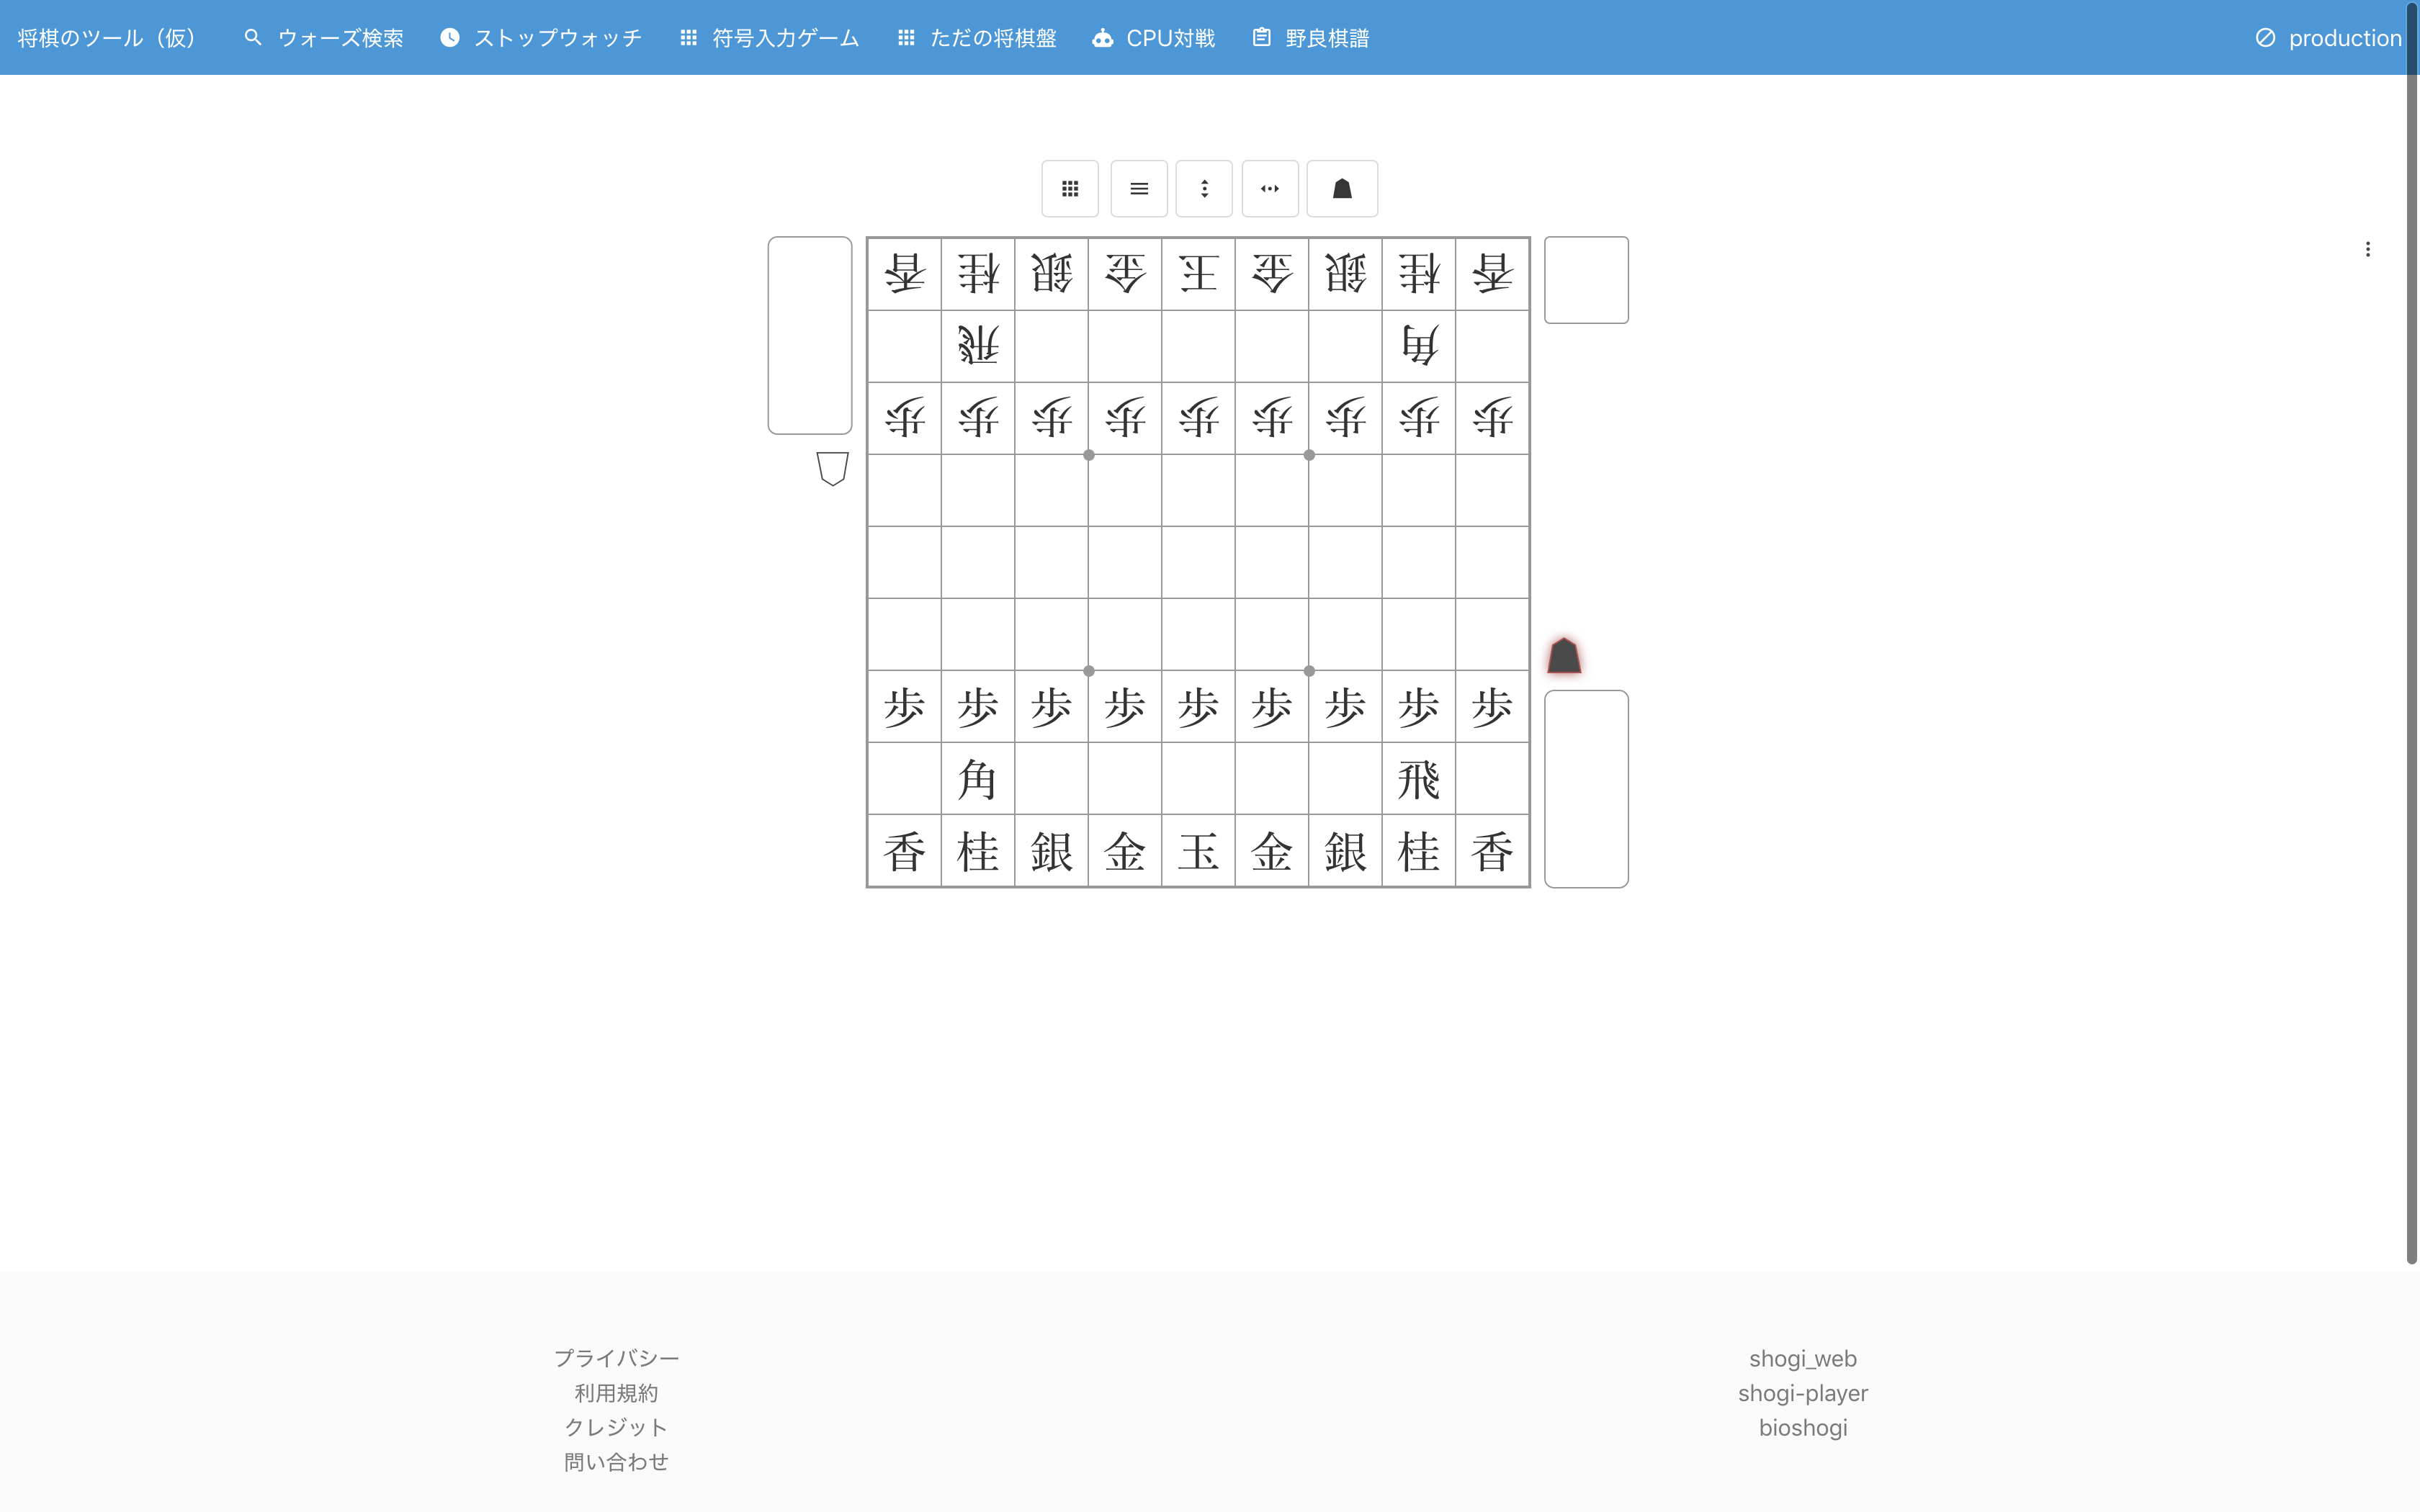 将棋のツール（仮） ウォーズ検索 ストップウォッチ 符号入力ゲーム ただの将棋盤 CPU対戦 野良棋譜 production
香 桂 銀 金 王 金 銀 桂 香
飛 角
歩 歩 歩 歩 歩 歩 歩 歩 歩
歩 歩 歩 歩 歩 歩 歩 歩 歩
角 飛
香 桂 銀 金 玉 金 銀 桂 香
プライバシー
利用規約
クレジット
問い合わせ
shogi_web
shogi-player
bioshogi